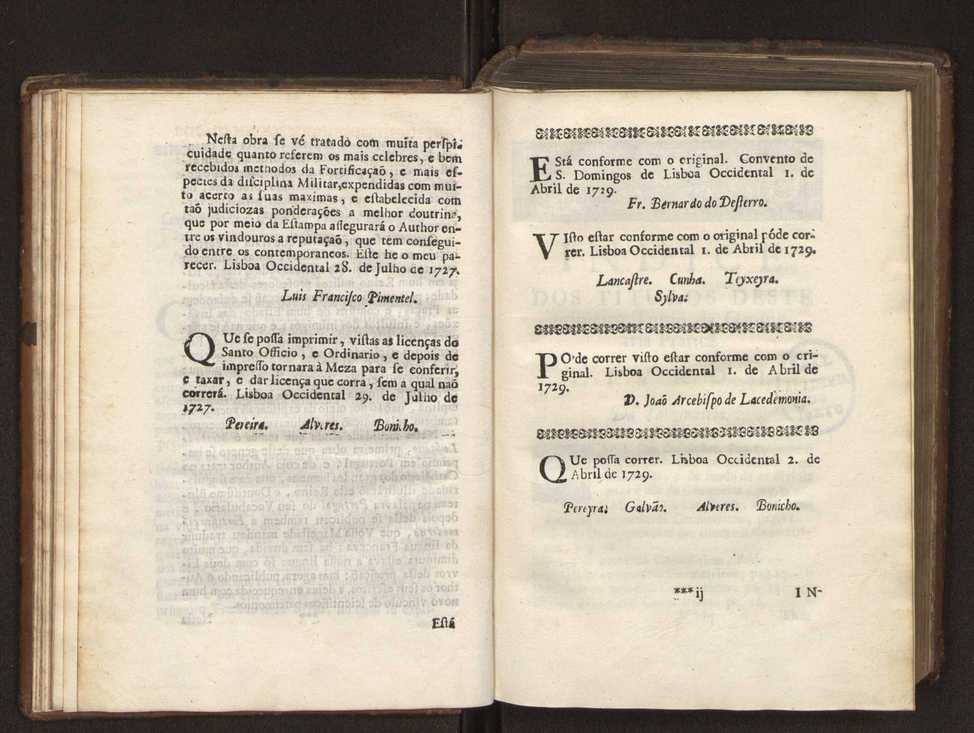 Nesta obra se vé tratado com muita perspi-
cuidade quanto referem os mais celebres, e bem
recebidos methodos da Fortificaçaõ, e mais es-
pecies da disciplina Militar,expendidas com mui-
to acerto as suas maximas, e estabelecida com
taõ judiciozas ponderações a melhor doutrina,
que por meio da Estampa assegurará o Author en-
tre os vindouros a reputaçaõ, que tem consegui-
do entre os contemporaneos. Este he o meu pa-
recer. Lisboa Occidental 28. de Julho de 1727.
Luis Francisco Pimentel.
QUe se possa imprimir, vistas as licenças do
Santo Officio, e Ordinario, e depois de
impresso tornara à Meza para se conferir,
e taxar, e dar licença que corra, sem a qual naõ
correrá. Lisboa Occidental 29. de Julho de
1727.
Pereira. Alvres. Bonicho.
Está
EStá conforme com o original. Convento de
S. Domingos de Lisboa Occidental 1. de
Abril de 1729.
Fr. Bernardo do Desterro.
VIsto estar conforme com o original póde cor-
rer. Lisboa Occidental 1. de Abril de 1729.
Lancastre. Cunha. Teyxeyra.
Sylva.
POde correr visto estar conforme com o ori-
ginal. Lisboa Occidental 1. de Abril de
1729.
D. Joaõ Arcebispo de Lacedemonia.
QUe possa correr. Lisboa Occidental 2. de
Abril de 1729.
Pereyra. Galvaõ. Alveres. Bonicho.
***ij IN-